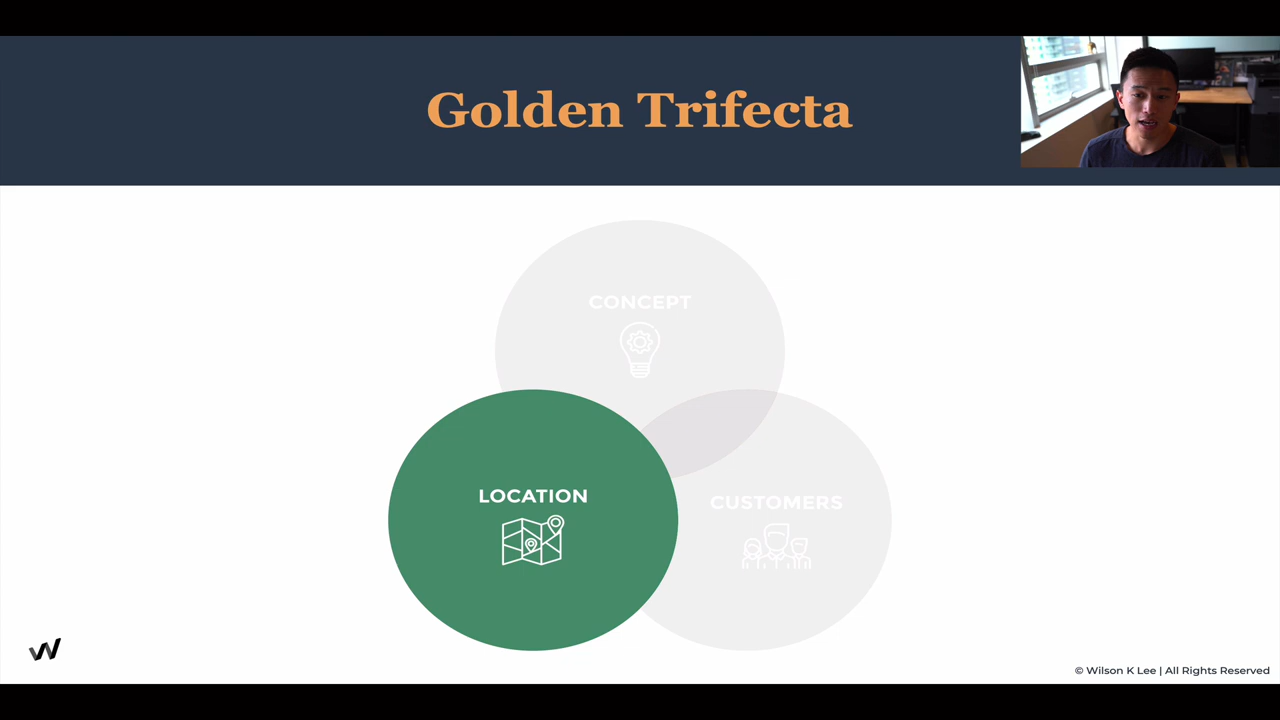 Golden Trifecta
CONCEPT
LOCATION
CUSTOMERS
© Wilson K Lee | All Rights Reserved